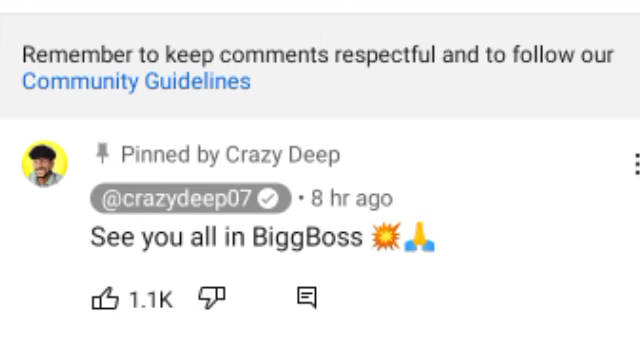 Remember to keep comments respectful and to follow our
Community Guidelines
Pinned by Crazy Deep
@crazydeep07 • 8 hr ago
See you all in BiggBoss 💥🙏
1.1K